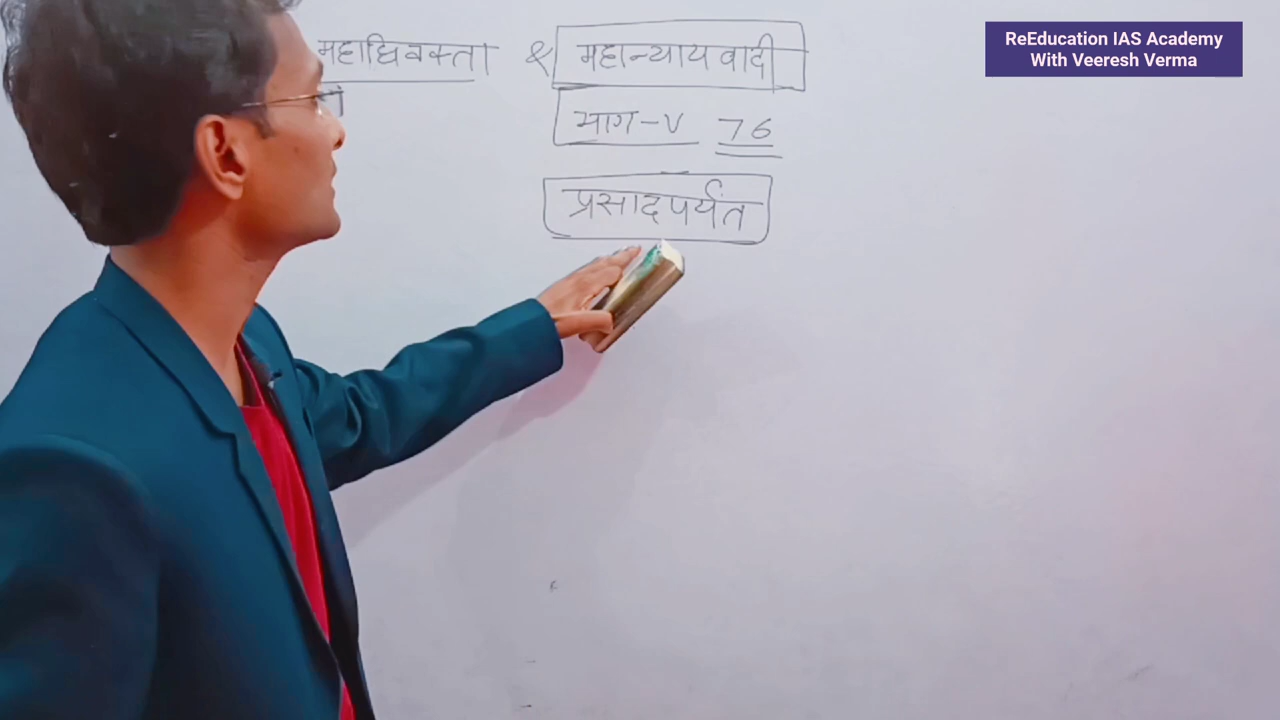 महाधिवक्ता & महान्यायवादी
भाग-V 76
प्रसादपर्यंत
ReEducation IAS Academy
With Veeresh Verma